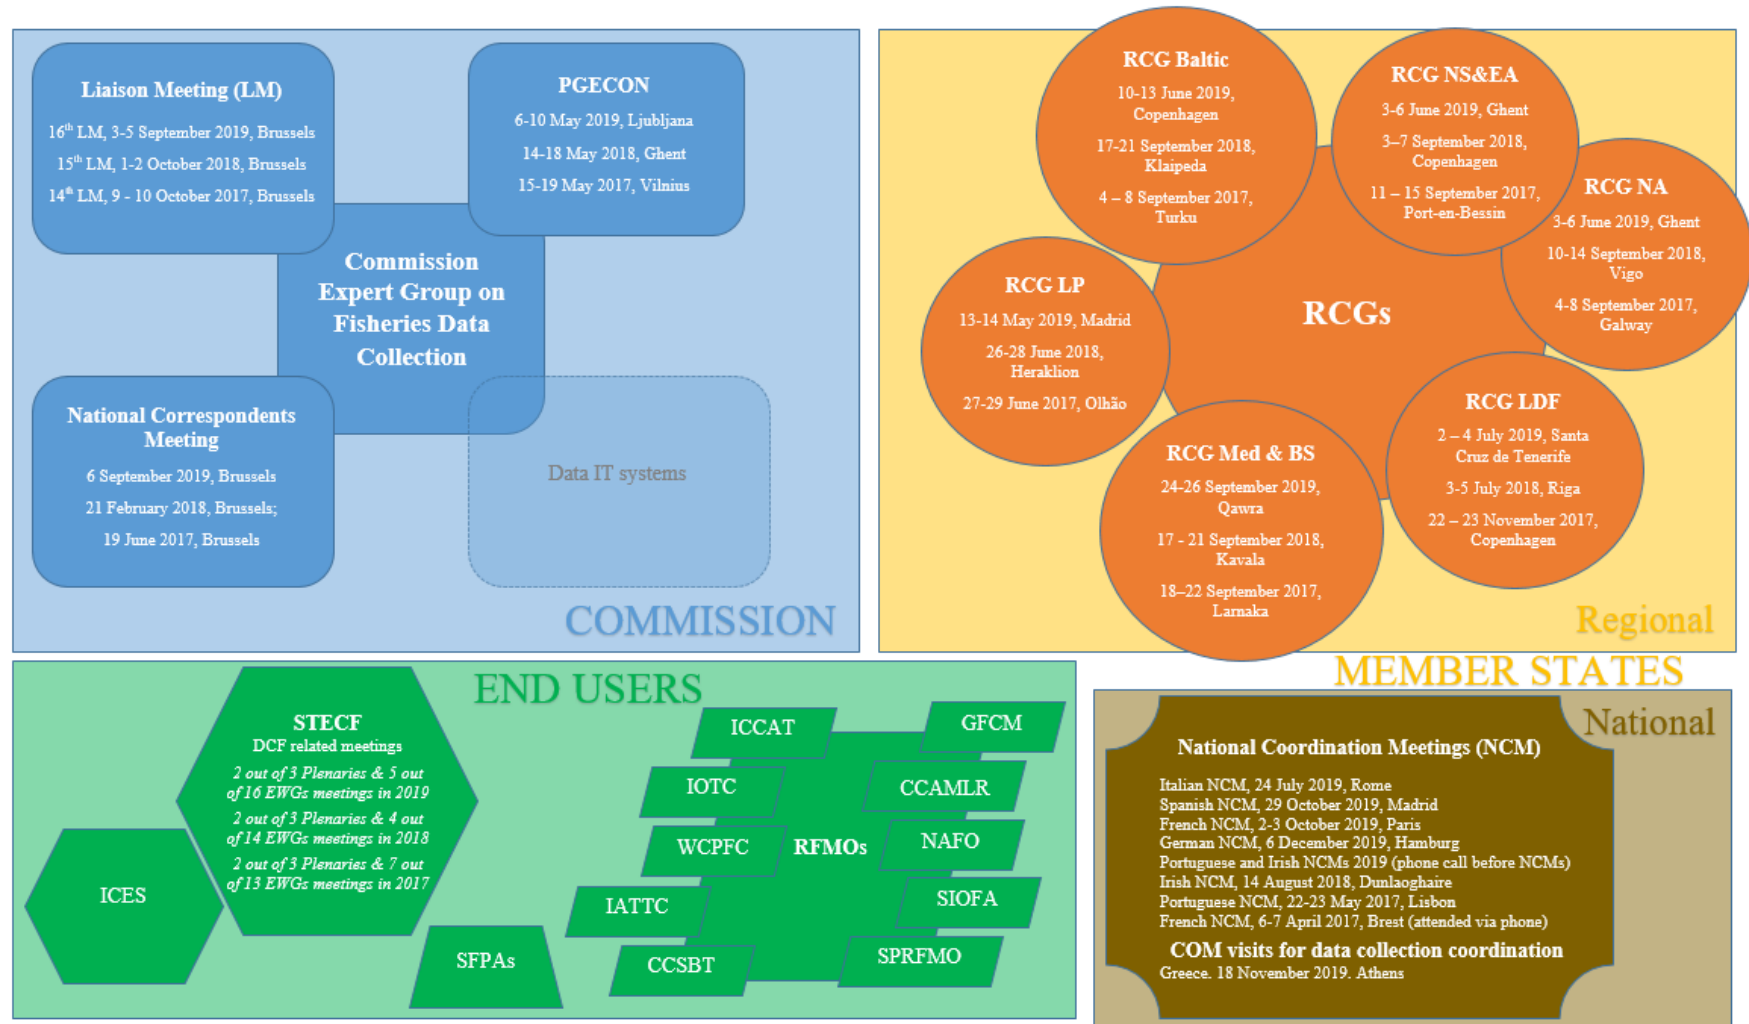 Liaison Meeting (LM)
16th LM, 3-5 September 2019, Brussels
15th LM, 1-2 October 2018, Brussels
14th LM, 9 - 10 October 2017, Brussels
PGECON
6-10 May 2019, Ljubljana
14-18 May 2018, Ghent
15-19 May 2017, Vilnius
Commission
Expert Group on
Fisheries Data
Collection
National Correspondents
Meeting
6 September 2019, Brussels
21 February 2018, Brussels;
19 June 2017, Brussels
Data IT systems
COMMISSION
RCG Baltic
10-13 June 2019,
Copenhagen
17-21 September 2018,
Klaipeda
4 – 8 September 2017,
Turku
RCG NS&EA
3-6 June 2019, Ghent
3–7 September 2018,
Copenhagen
11 – 15 September 2017,
Port-en-Bessin
RCG NA
3-6 June 2019, Ghent
10-14 September 2018,
Vigo
4-8 September 2017,
Galway
RCG LP
13-14 May 2019, Madrid
26-28 June 2018,
Heraklion
27-29 June 2017, Olhão
RCGs
RCG LDF
2 – 4 July 2019, Santa
Cruz de Tenerife
3-5 July 2018, Riga
22 – 23 November 2017,
Copenhagen
RCG Med & BS
24-26 September 2019,
Qawra
17 - 21 September 2018,
Kavala
18–22 September 2017,
Larnaka
Regional
MEMBER STATES
END USERS
STECF
DCF related meetings
2 out of 3 Plenaries & 5 out
of 16 EWGs meetings in 2019
2 out of 3 Plenaries & 4 out
of 14 EWGs meetings in 2018
2 out of 3 Plenaries & 7 out
of 13 EWGs meetings in 2017
ICES
SFPAs
ICCAT
GFCM
IOTC
CCAMLR
WCPFC
RFMOs
NAFO
IATTC
SIOFA
CCSBT
SPRFMO
National
National Coordination Meetings (NCM)
Italian NCM, 24 July 2019, Rome
Spanish NCM, 29 October 2019, Madrid
French NCM, 2-3 October 2019, Paris
German NCM, 6 December 2019, Hamburg
Portuguese and Irish NCMs 2019 (phone call before NCMs)
Irish NCM, 14 August 2018, Dunlaoghaire
Portuguese NCM, 22-23 May 2017, Lisbon
French NCM, 6-7 April 2017, Brest (attended via phone)
COM visits for data collection coordination
Greece. 18 November 2019. Athens